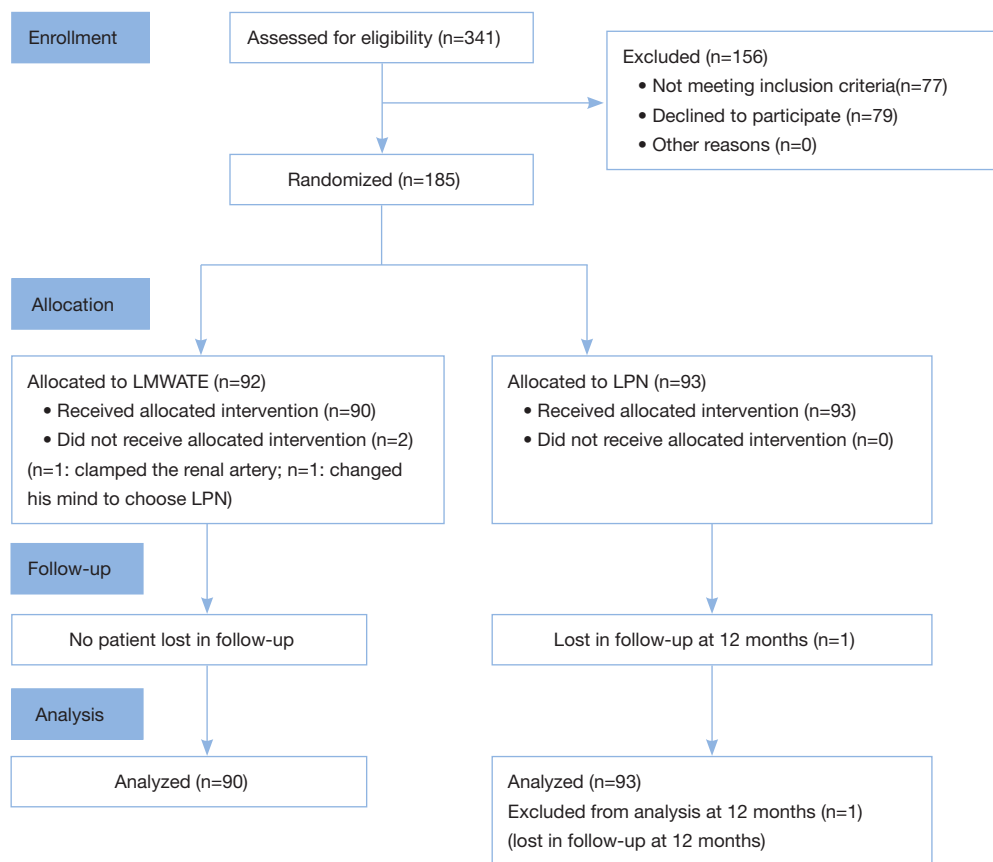 Enrollment
Assessed for eligibility (n=341)
Excluded (n=156)
• Not meeting inclusion criteria(n=77)
• Declined to participate (n=79)
• Other reasons (n=0)
Randomized (n=185)
Allocation
Allocated to LMWATE (n=92)
• Received allocated intervention (n=90)
• Did not receive allocated intervention (n=2)
(n=1: clamped the renal artery; n=1: changed
his mind to choose LPN)
Allocated to LPN (n=93)
• Received allocated intervention (n=93)
• Did not receive allocated intervention (n=0)
Follow-up
No patient lost in follow-up
Lost in follow-up at 12 months (n=1)
Analysis
Analyzed (n=90)
Analyzed (n=93)
Excluded from analysis at 12 months (n=1)
(lost in follow-up at 12 months)